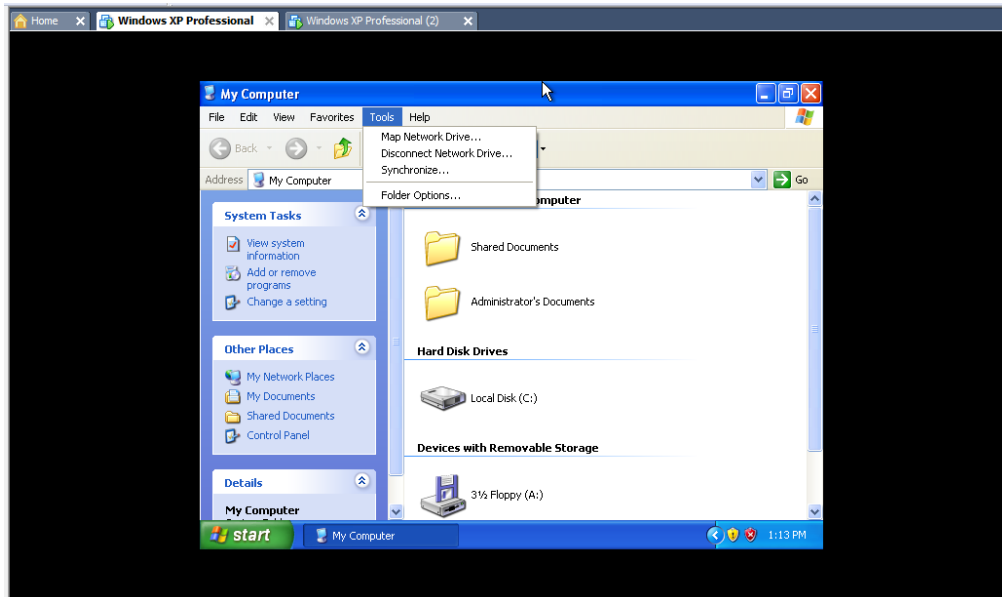 Home Windows XP Professional Windows XP Professional (2)
My Computer
File Edit View Favorites Tools Help
Back
Map Network Drive...
Disconnect Network Drive...
Synchronize...
Folder Options...
Address My Computer Go
System Tasks
View system
information
Add or remove
programs
Change a setting
Other Places
My Network Places
My Documents
Shared Documents
Control Panel
Details
My Computer
Shared Documents
Administrator's Documents
Hard Disk Drives
Local Disk (C:)
Devices with Removable Storage
3½ Floppy (A:)
start My Computer 1:13 PM